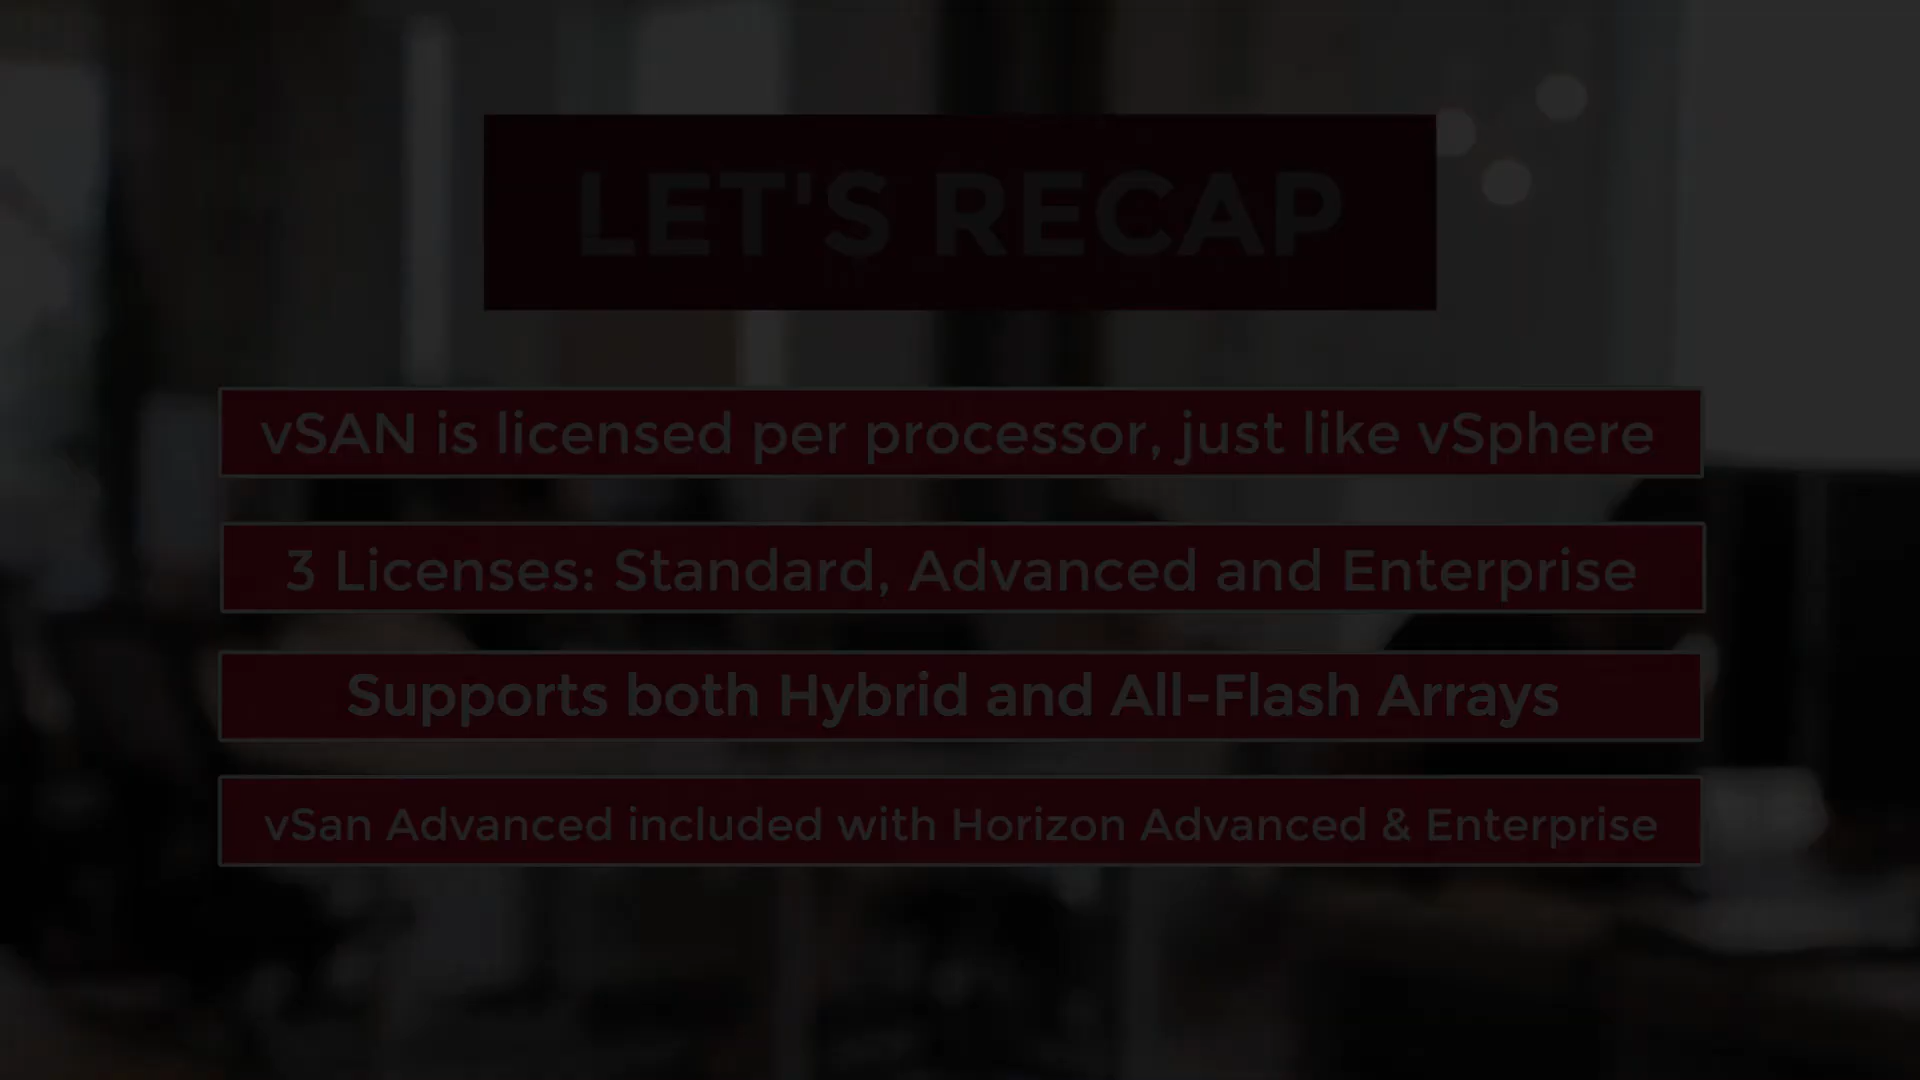 LET'S RECAP
vSAN is licensed per processor, just like vSphere
3 Licenses: Standard, Advanced and Enterprise
Supports both Hybrid and All-Flash Arrays
vSan Advanced included with Horizon Advanced & Enterprise